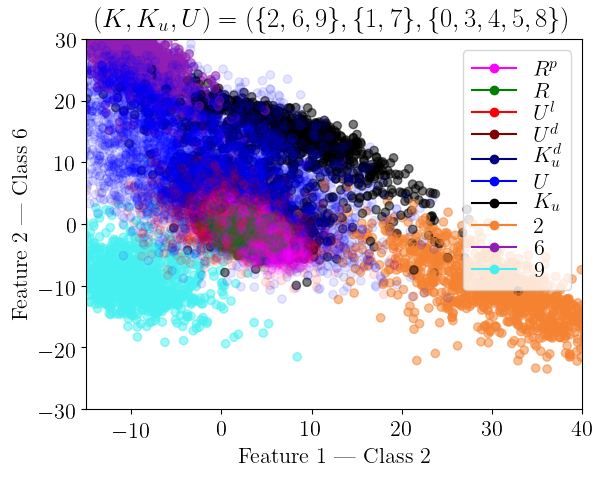 (K, K_u, U) = ({2, 6, 9}, {1, 7}, {0, 3, 4, 5, 8})
30
20
10
0
−10
−20
−30
Feature 2 — Class 6
R^p
R
U^l
U^d
K_u^d
U
K_u
2
6
9
−10
0
10
20
30
40
Feature 1 — Class 2